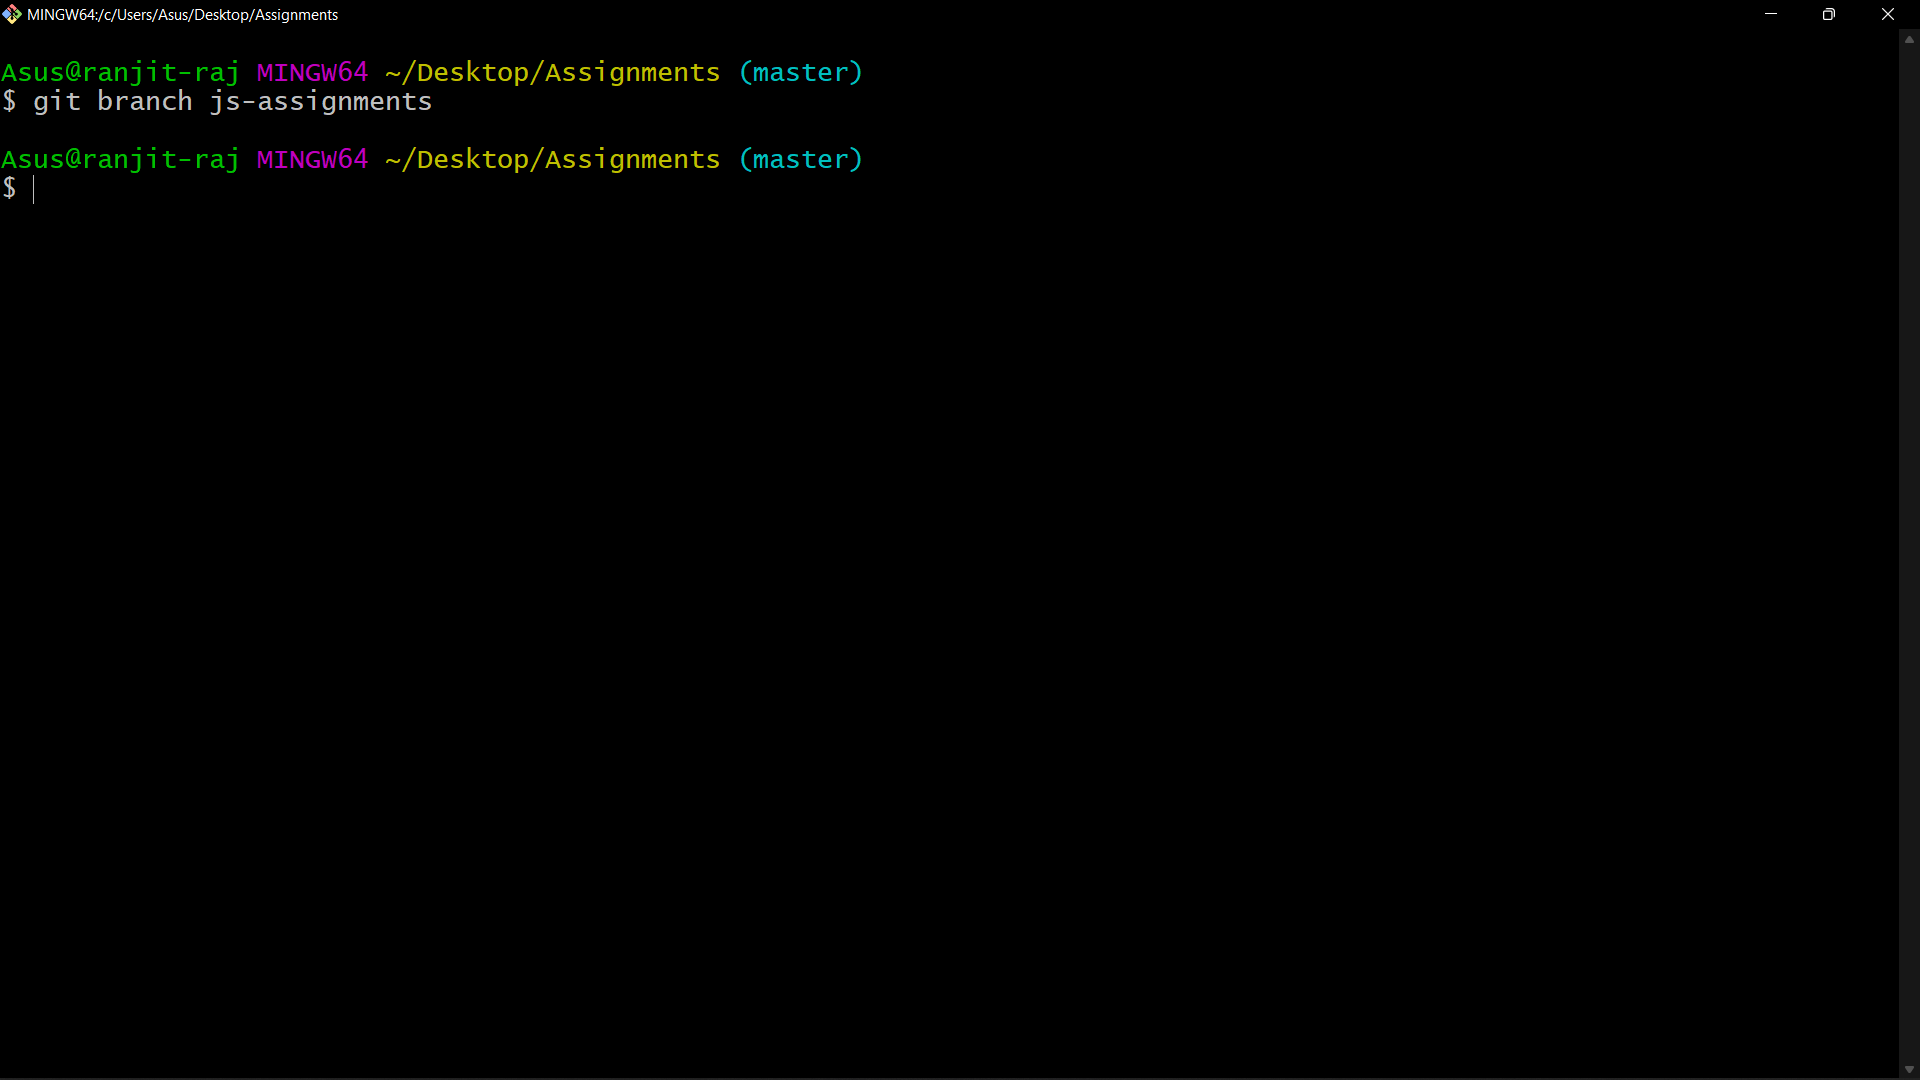 MINGW64:/c/Users/Asus/Desktop/Assignments
Asus@ranjit-raj MINGW64 ~/Desktop/Assignments (master)
$ git branch js-assignments
Asus@ranjit-raj MINGW64 ~/Desktop/Assignments (master)
$